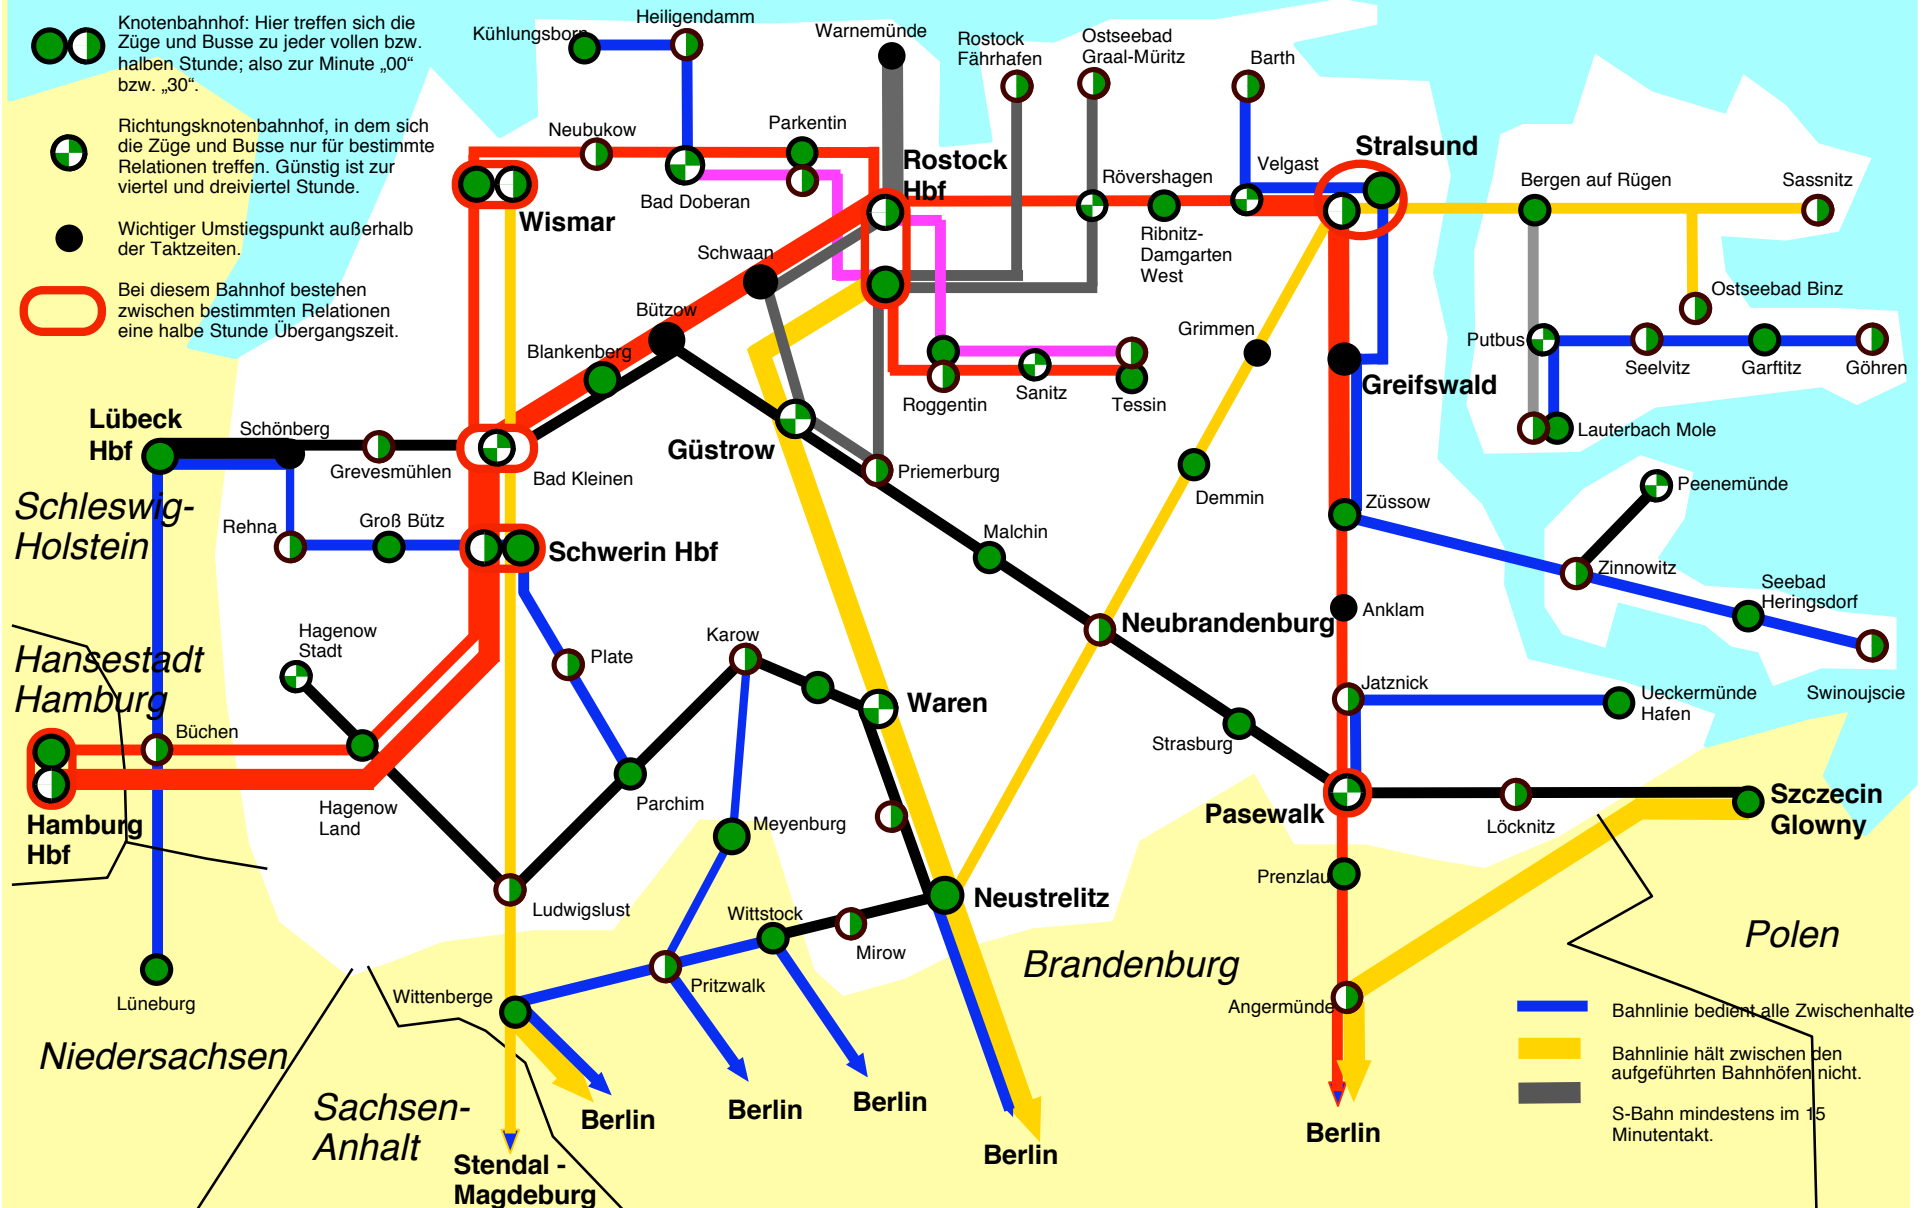 Knotenbahnhof: Hier treffen sich die
Züge und Busse zu jeder vollen bzw.
halben Stunde; also zur Minute „00“
bzw. „30“.
Richtungsknotenbahnhof, in dem sich
die Züge und Busse nur für bestimmte
Relationen treffen. Günstig ist zur
viertel und dreiviertel Stunde.
Wichtiger Umstiegspunkt außerhalb
der Taktzeiten.
Bei diesem Bahnhof bestehen
zwischen bestimmten Relationen
eine halbe Stunde Übergangszeit.
Kühlungsborn
Heiligendamm
Warnemünde
Rostock
Fährhafen
Ostseebad
Graal-Müritz
Barth
Neubukow
Parkentin
Bad Doberan
Rostock
Hbf
Rövershagen
Velgast
Stralsund
Bergen auf Rügen
Sassnitz
Wismar
Schwaan
Ribnitz-
Damgarten
West
Ostseebad Binz
Bützow
Grimmen
Putbus
Seelvitz
Garftitz
Göhren
Blankenberg
Roggentin
Sanitz
Tessin
Greifswald
Lübeck
Hbf
Schönberg
Grevesmühlen
Bad Kleinen
Güstrow
Priemerburg
Lauterbach Mole
Demmin
Peenemünde
Schleswig-
Holstein
Rehna
Groß Bütz
Schwerin Hbf
Malchin
Züssow
Zinnowitz
Seebad
Heringsdorf
Hagenow
Stadt
Plate
Karow
Neubrandenburg
Anklam
Hansestadt
Hamburg
Büchen
Waren
Jatznick
Ueckermünde
Hafen
Swinoujscie
Strasburg
Hagenow
Land
Parchim
Meyenburg
Pasewalk
Löcknitz
Szczecin
Glowny
Hamburg
Hbf
Prenzlau
Ludwigslust
Wittstock
Neustrelitz
Mirow
Brandenburg
Polen
Lüneburg
Wittenberge
Pritzwalk
Angermünde
Niedersachsen
Sachsen-
Anhalt
Berlin
Berlin
Berlin
Berlin
Berlin
Stendal -
Magdeburg
Bahnlinie bedient alle Zwischenhalte
Bahnlinie hält zwischen den
aufgeführten Bahnhöfen nicht.
S-Bahn mindestens im 15
Minutentakt.